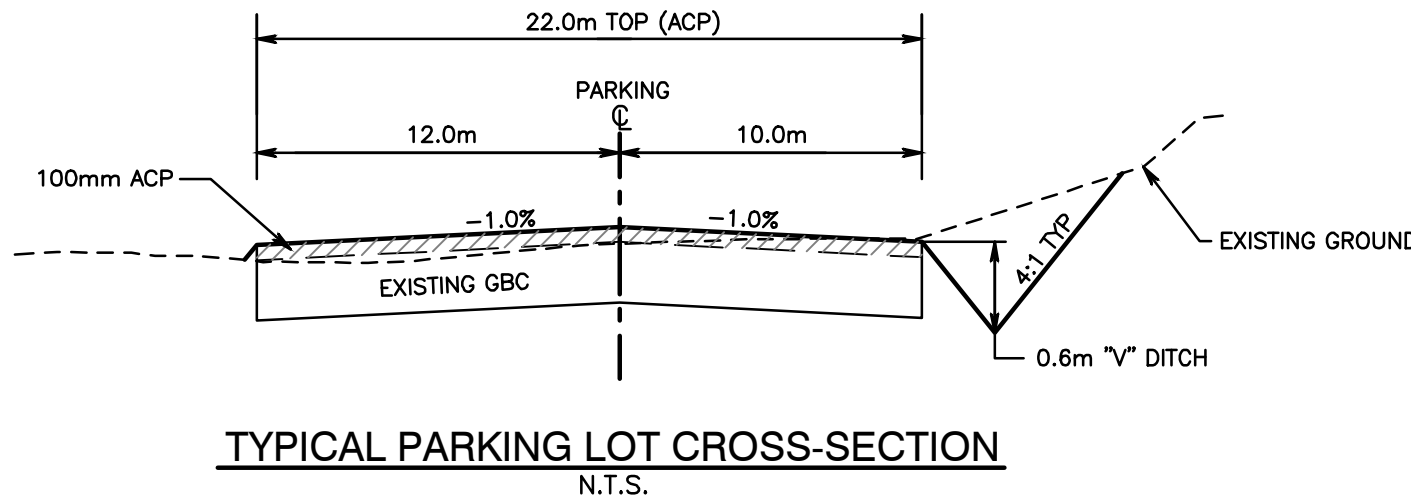 22.0m TOP (ACP)
PARKING
℄
12.0m
10.0m
100mm ACP
-1.0%
-1.0%
4:1 TYP
EXISTING GROUND
EXISTING GBC
0.6m "V" DITCH
TYPICAL PARKING LOT CROSS-SECTION
N.T.S.